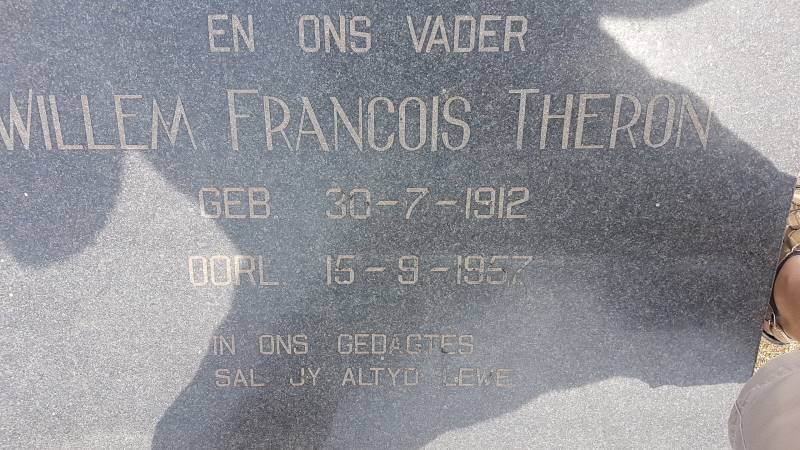 EN ONS VADER
WILLEM FRANCOIS THERON
GEB 30-7-1912
OORL. 15-9-1957
IN ONS GEDAGTES
SAL JY ALTYD LEWE